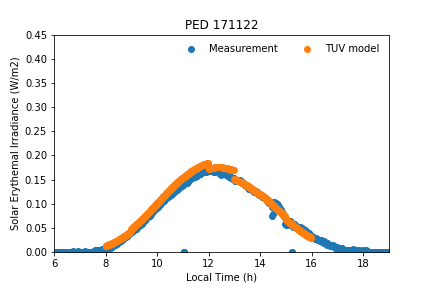 PED 171122
Measurement
TUV model
Solar Erythemal Irradiance (W/m2)
0.45
0.40
0.35
0.30
0.25
0.20
0.15
0.10
0.05
0.00
6 8 10 12 14 16 18
Local Time (h)